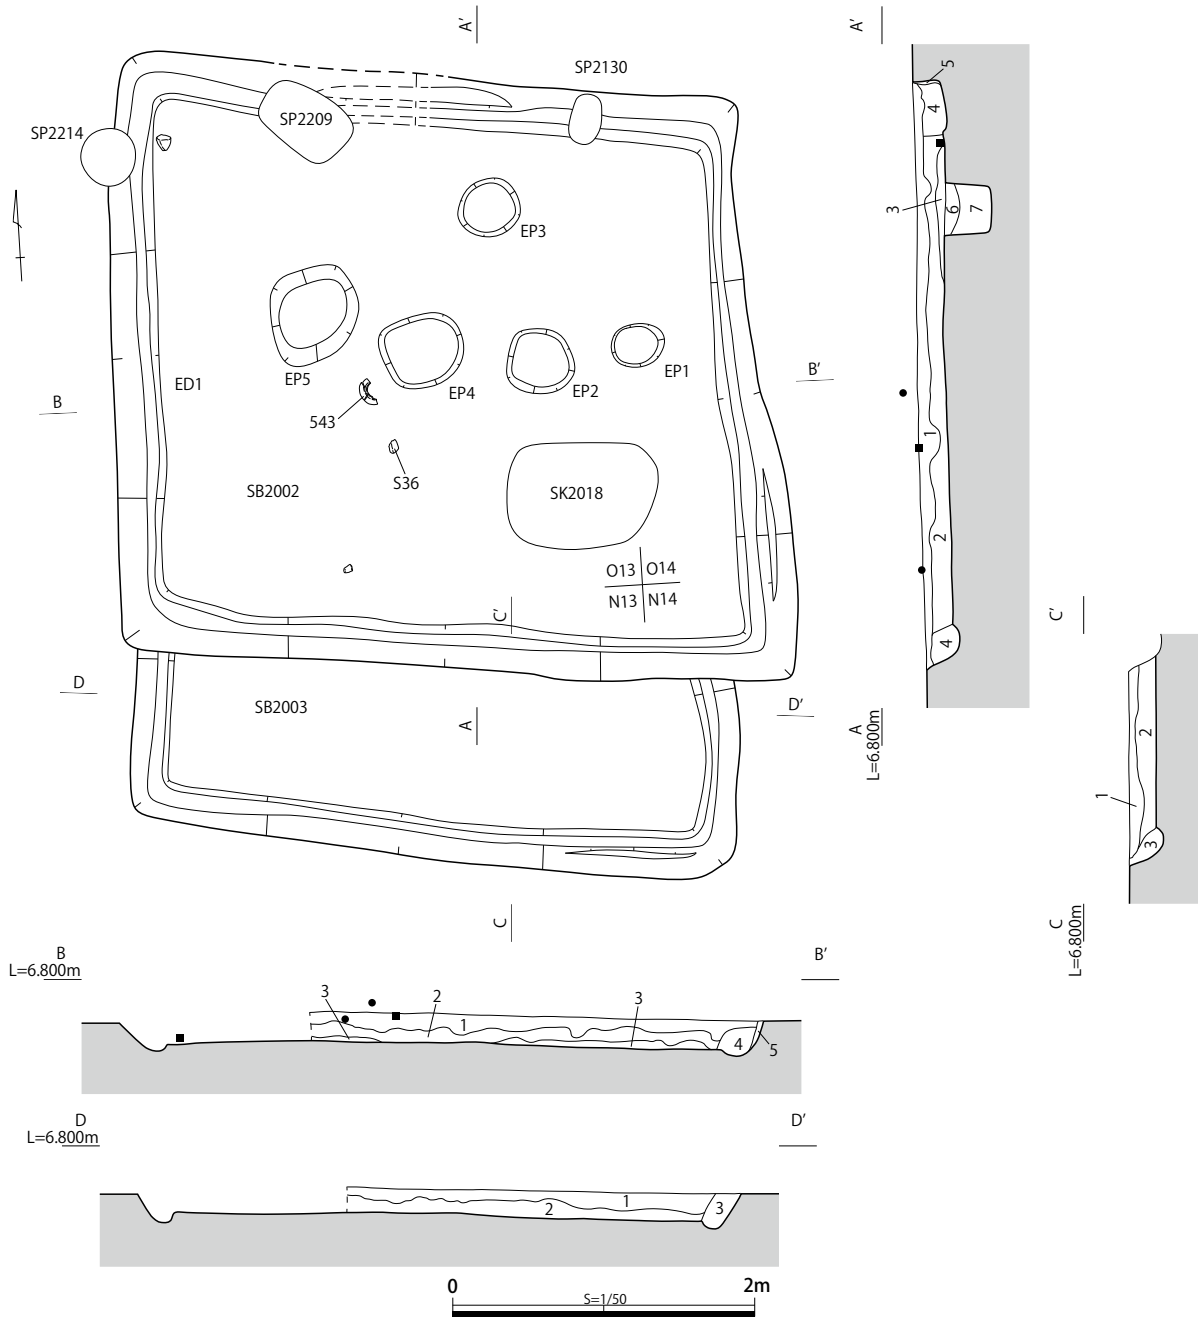 A′
A′
SP2130
5
SP2209
4
SP2214
EP3
3
6
7
EP5
EP4
EP2
EP1
ED1
B
B′
543
1
S36
SB2002
SK2018
2
O13
O14
N13
N14
C′
C′
4
D
SB2003
D′
A
A
L=6.800m
2
1
3
C
C
L=6.800m
B
L=6.800m
B′
3
2
3
1
4
5
D
L=6.800m
D′
1
2
3
0
2m
S=1/50